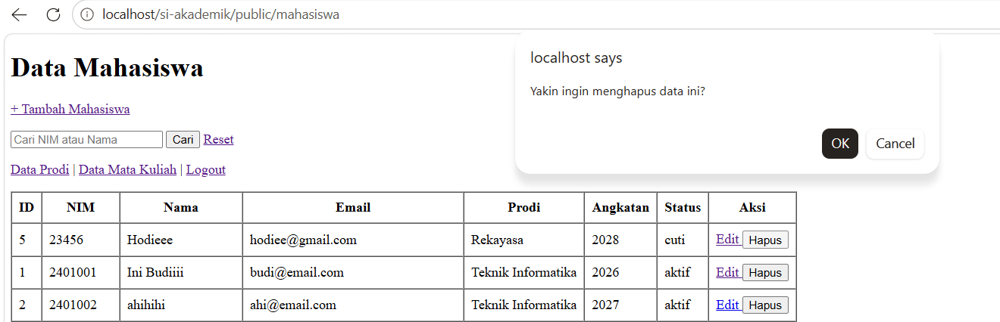 localhost/si-akademik/public/mahasiswa
localhost says
Yakin ingin menghapus data ini?
OK Cancel
Data Mahasiswa
+ Tambah Mahasiswa
Cari NIM atau Nama Cari Reset
Data Prodi | Data Mata Kuliah | Logout
ID NIM Nama Email Prodi Angkatan Status Aksi
5 23456 Hodieee hodiee@gmail.com Rekayasa 2028 cuti Edit Hapus
1 2401001 Ini Budiiii budi@email.com Teknik Informatika 2026 aktif Edit Hapus
2 2401002 ahihihi ahi@email.com Teknik Informatika 2027 aktif Edit Hapus